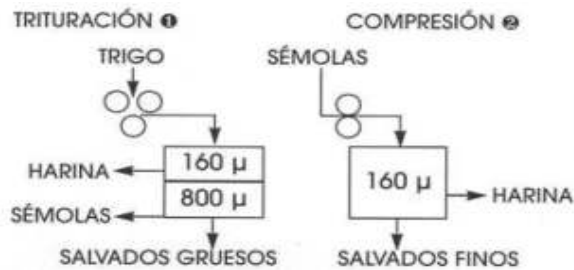 TRITURACIÓN ❶
TRIGO
160 µ
HARINA
800 µ
SÉMOLAS
SALVADOS GRUESOS
COMPRESIÓN ❷
SÉMOLAS
160 µ
HARINA
SALVADOS FINOS